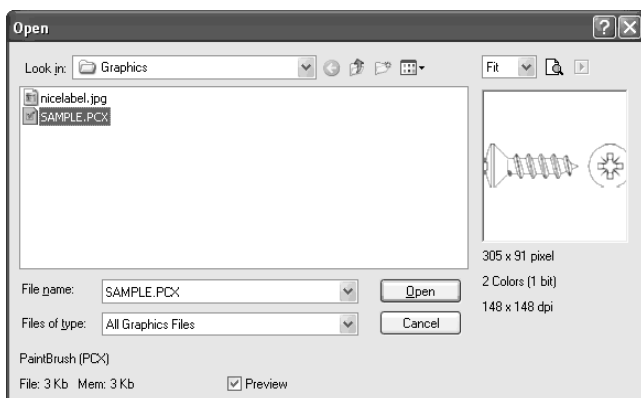 Open
Look in: Graphics
Fit
nicelabel.jpg
SAMPLE.PCX
305 x 91 pixel
2 Colors (1 bit)
148 x 148 dpi
File name: SAMPLE.PCX
Open
Files of type: All Graphics Files
Cancel
PaintBrush (PCX)
File: 3 Kb Mem: 3 Kb
Preview